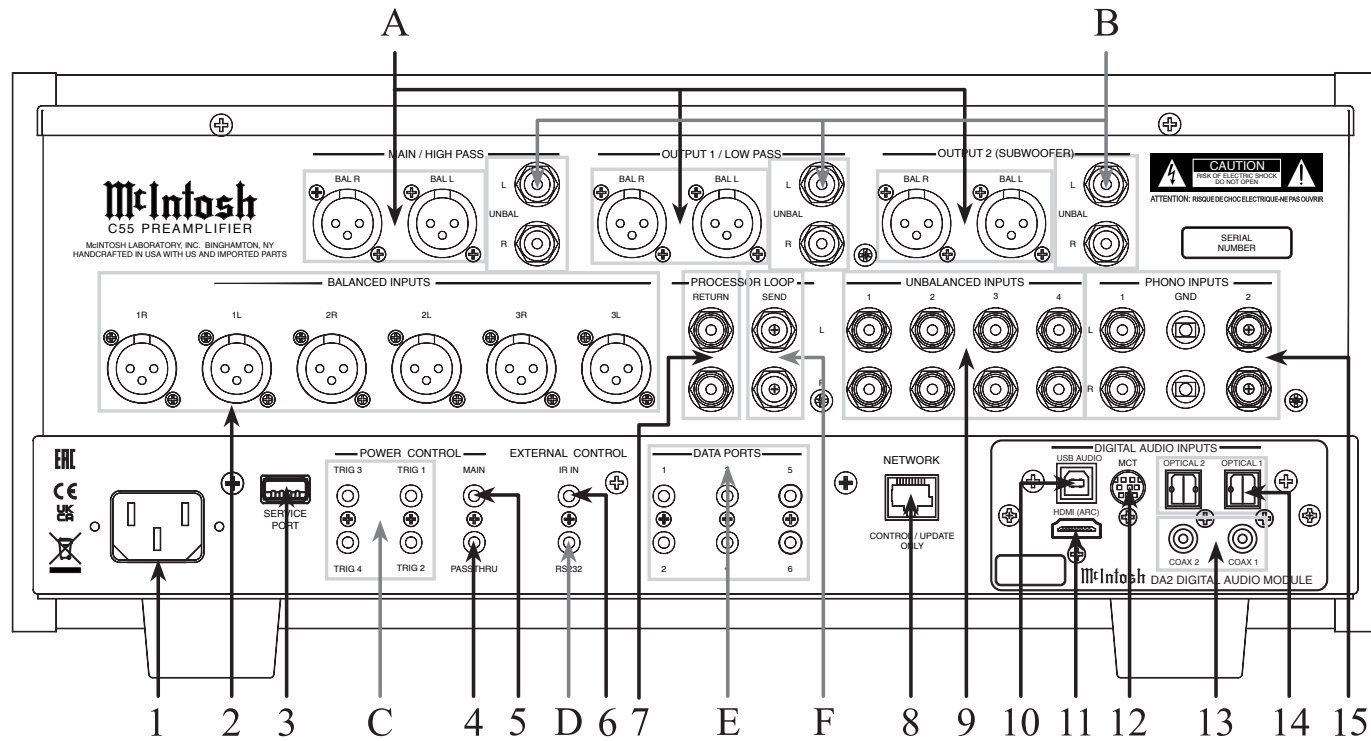 A B
MAIN / HIGH PASS OUTPUT 1 / LOW PASS OUTPUT 2 (SUBWOOFER)
BAL R BAL L L BAL R BAL L L BAL R BAL L L
UNBAL UNBAL UNBAL
R R R
McIntosh
C55 PREAMPLIFIER
McINTOSH LABORATORY, INC. BINGHAMTON, NY
HANDCRAFTED IN USA WITH US AND IMPORTED PARTS
CAUTION
RISK OF ELECTRIC SHOCK
DO NOT OPEN
ATTENTION: RISQUE DE CHOC ELECTRIQUE-NE PAS OUVRIR
SERIAL
NUMBER
BALANCED INPUTS PROCESSOR LOOP UNBALANCED INPUTS PHONO INPUTS
1R 1L 2R 2L 3R 3L RETURN SEND 1 2 3 4 1 GND 2
L L
R R
EAC
CE
UK
CA
SERVICE
PORT
POWER CONTROL EXTERNAL CONTROL DATA PORTS
TRIG 3 TRIG 1 MAIN IR IN 1 3 5
TRIG 4 TRIG 2 PASSTHRU RS232 2 4 6
NETWORK
CONTROL / UPDATE
ONLY
DIGITAL AUDIO INPUTS
USB AUDIO MCT OPTICAL 2 OPTICAL 1
HDMI (ARC)
COAX 2 COAX 1
McIntosh DA2 DIGITAL AUDIO MODULE
1 2 3 C 4 5 D 6 7 E F 8 9 10 11 12 13 14 15